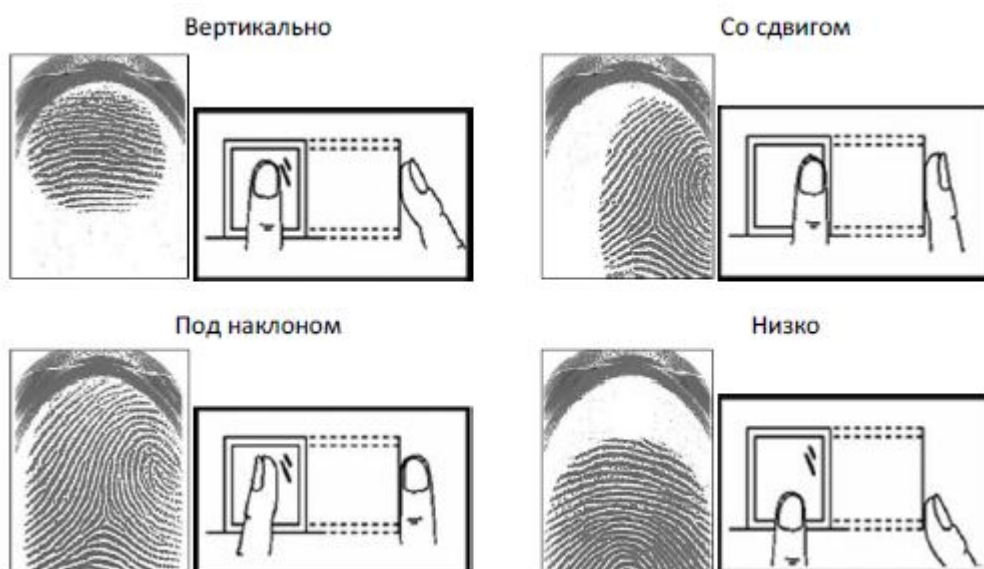 Вертикально
Со сдвигом
Под наклоном
Низко